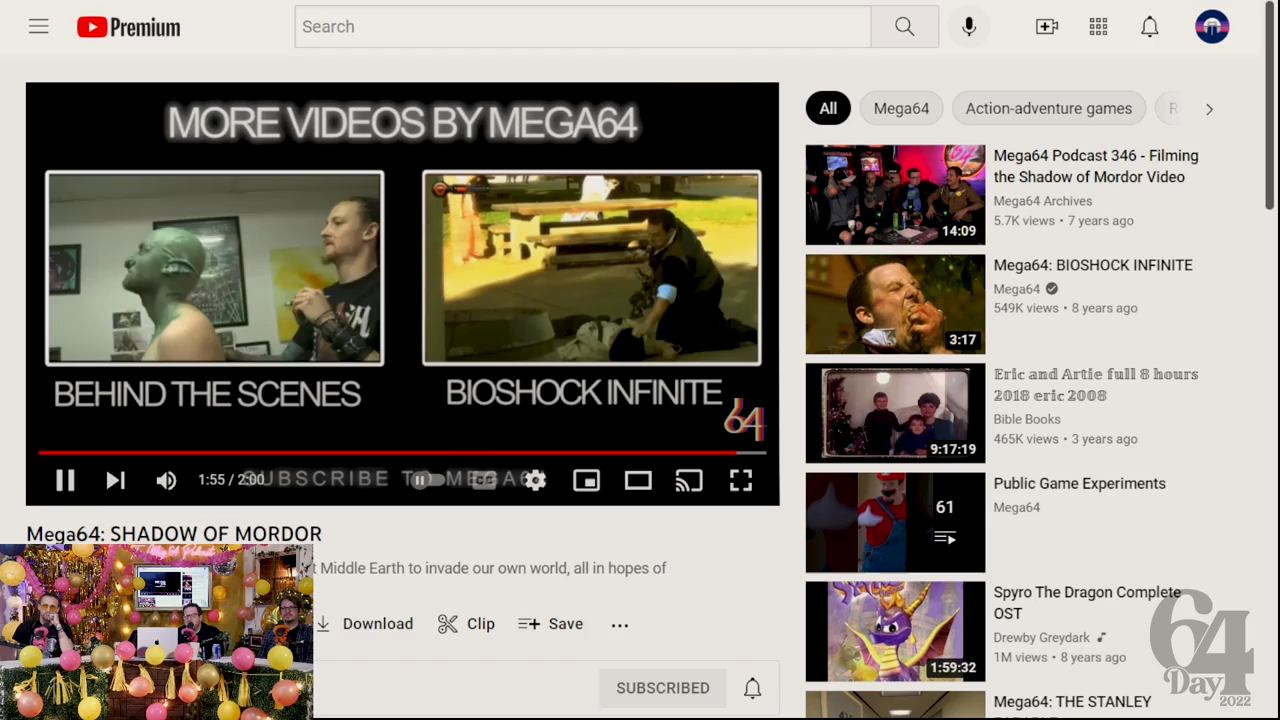 Premium
Search
MORE VIDEOS BY MEGA64
BEHIND THE SCENES
BIOSHOCK INFINITE
64
1:55 / 2:00
SUBSCRIBE TO MEGA64
Mega64: SHADOW OF MORDOR
t Middle Earth to invade our own world, all in hopes of
Download
Clip
Save
SUBSCRIBED
All
Mega64
Action-adventure games
R
14:09
Mega64 Podcast 346 - Filming
the Shadow of Mordor Video
Mega64 Archives
5.7K views • 7 years ago
3:17
Mega64: BIOSHOCK INFINITE
Mega64
549K views • 8 years ago
9:17:19
𝔼𝕣𝕚𝕔 𝕒𝕟𝕕 𝔸𝕣𝕥𝕚𝕖 𝕗𝕦𝕝𝕝 𝟠 𝕙𝕠𝕦𝕣𝕤
𝟚𝟘𝟙𝟠 𝕖𝕣𝕚𝕔 𝟚𝟘𝟘𝟠
Bible Books
465K views • 3 years ago
61
Public Game Experiments
Mega64
1:59:32
Spyro The Dragon Complete
OST
Drewby Greydark
1M views • 8 years ago
Mega64: THE STANLEY
64
Day
2022